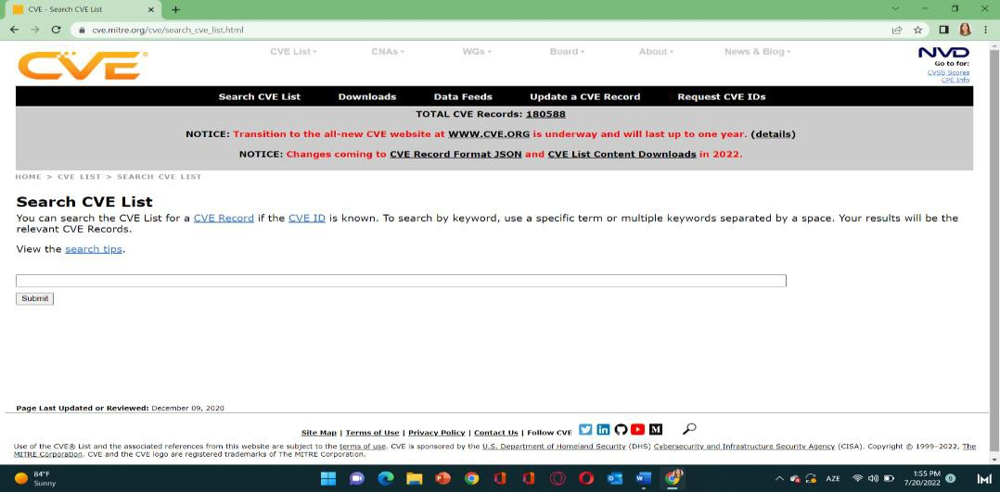 CVE - Search CVE List
cve.mitre.org/cve/search_cve_list.html
CVE
CVE List
CNAs
WGs
Board
About
News & Blog
NVD
Go to for:
CVSS Scores
CPE Info
Search CVE List
Downloads
Data Feeds
Update a CVE Record
Request CVE IDs
TOTAL CVE Records: 180588
NOTICE: Transition to the all-new CVE website at WWW.CVE.ORG is underway and will last up to one year. (details)
NOTICE: Changes coming to CVE Record Format JSON and CVE List Content Downloads in 2022.
HOME > CVE LIST > SEARCH CVE LIST
Search CVE List
You can search the CVE List for a CVE Record if the CVE ID is known. To search by keyword, use a specific term or multiple keywords separated by a space. Your results will be the
relevant CVE Records.
View the search tips.
Submit
Page Last Updated or Reviewed: December 09, 2020
Site Map | Terms of Use | Privacy Policy | Contact Us | Follow CVE
Use of the CVE® List and the associated references from this website are subject to the terms of use. CVE is sponsored by the U.S. Department of Homeland Security (DHS) Cybersecurity and Infrastructure Security Agency (CISA). Copyright © 1999–2022, The
MITRE Corporation. CVE and the CVE logo are registered trademarks of The MITRE Corporation.
84°F
Sunny
AZE
1:55 PM
7/20/2022